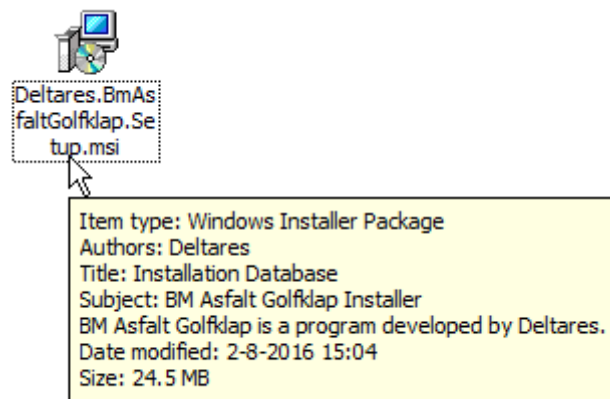 Deltares.BmAs
faltGolfklap.Se
tup.msi
Item type: Windows Installer Package
Authors: Deltares
Title: Installation Database
Subject: BM Asfalt Golfklap Installer
BM Asfalt Golfklap is a program developed by Deltares.
Date modified: 2-8-2016 15:04
Size: 24.5 MB